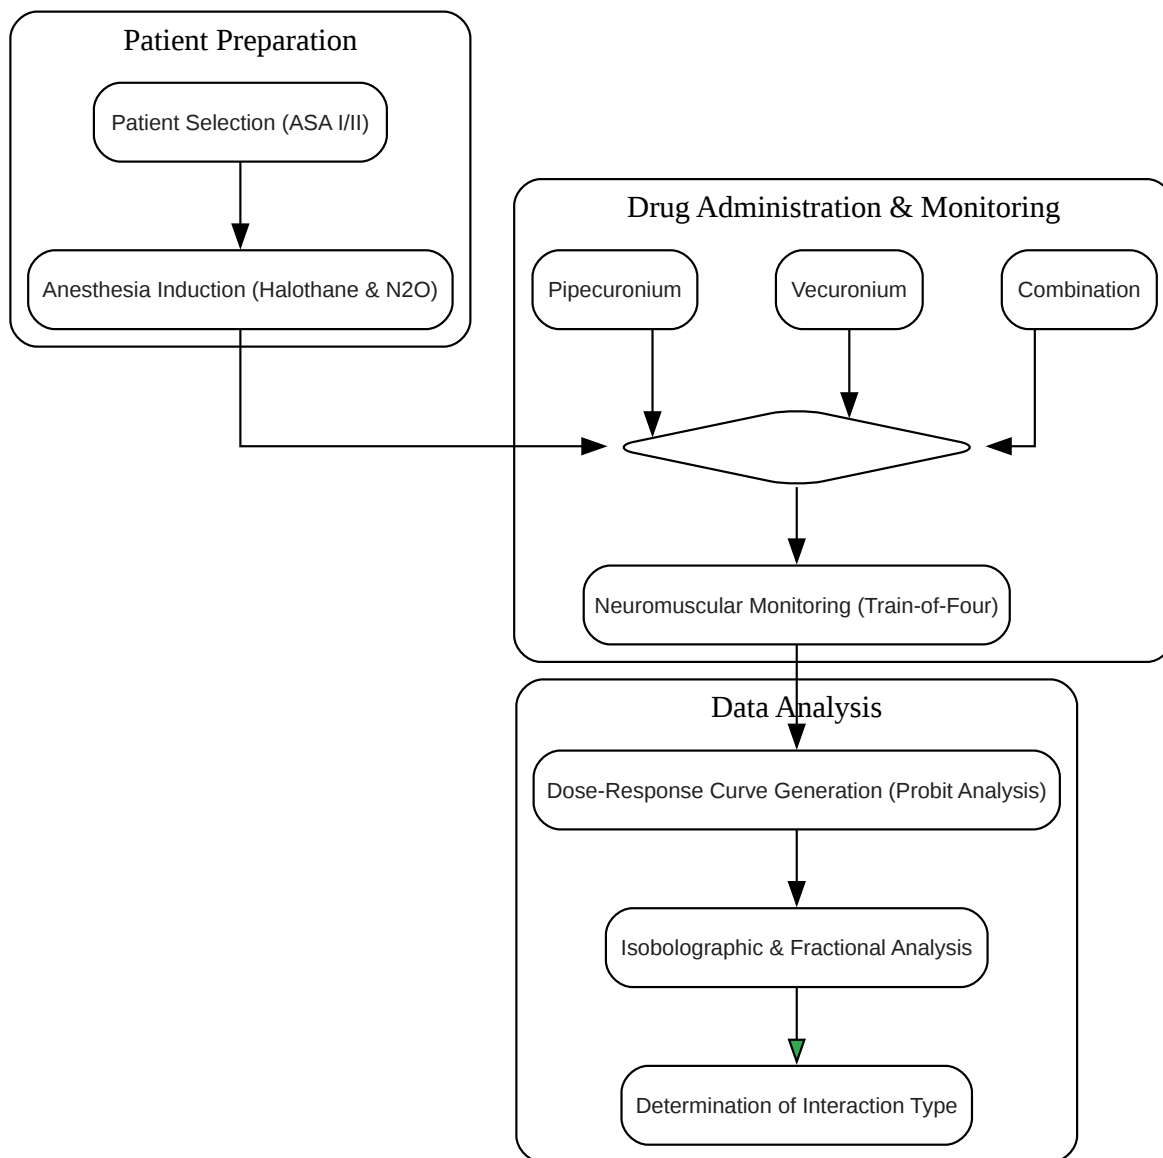 Patient Preparation
Patient Selection (ASA I/II)
Anesthesia Induction (Halothane & N2O)
Drug Administration & Monitoring
Pipecuronium
Vecuronium
Combination
Neuromuscular Monitoring (Train-of-Four)
Data Analysis
Dose-Response Curve Generation (Probit Analysis)
Isobolographic & Fractional Analysis
Determination of Interaction Type